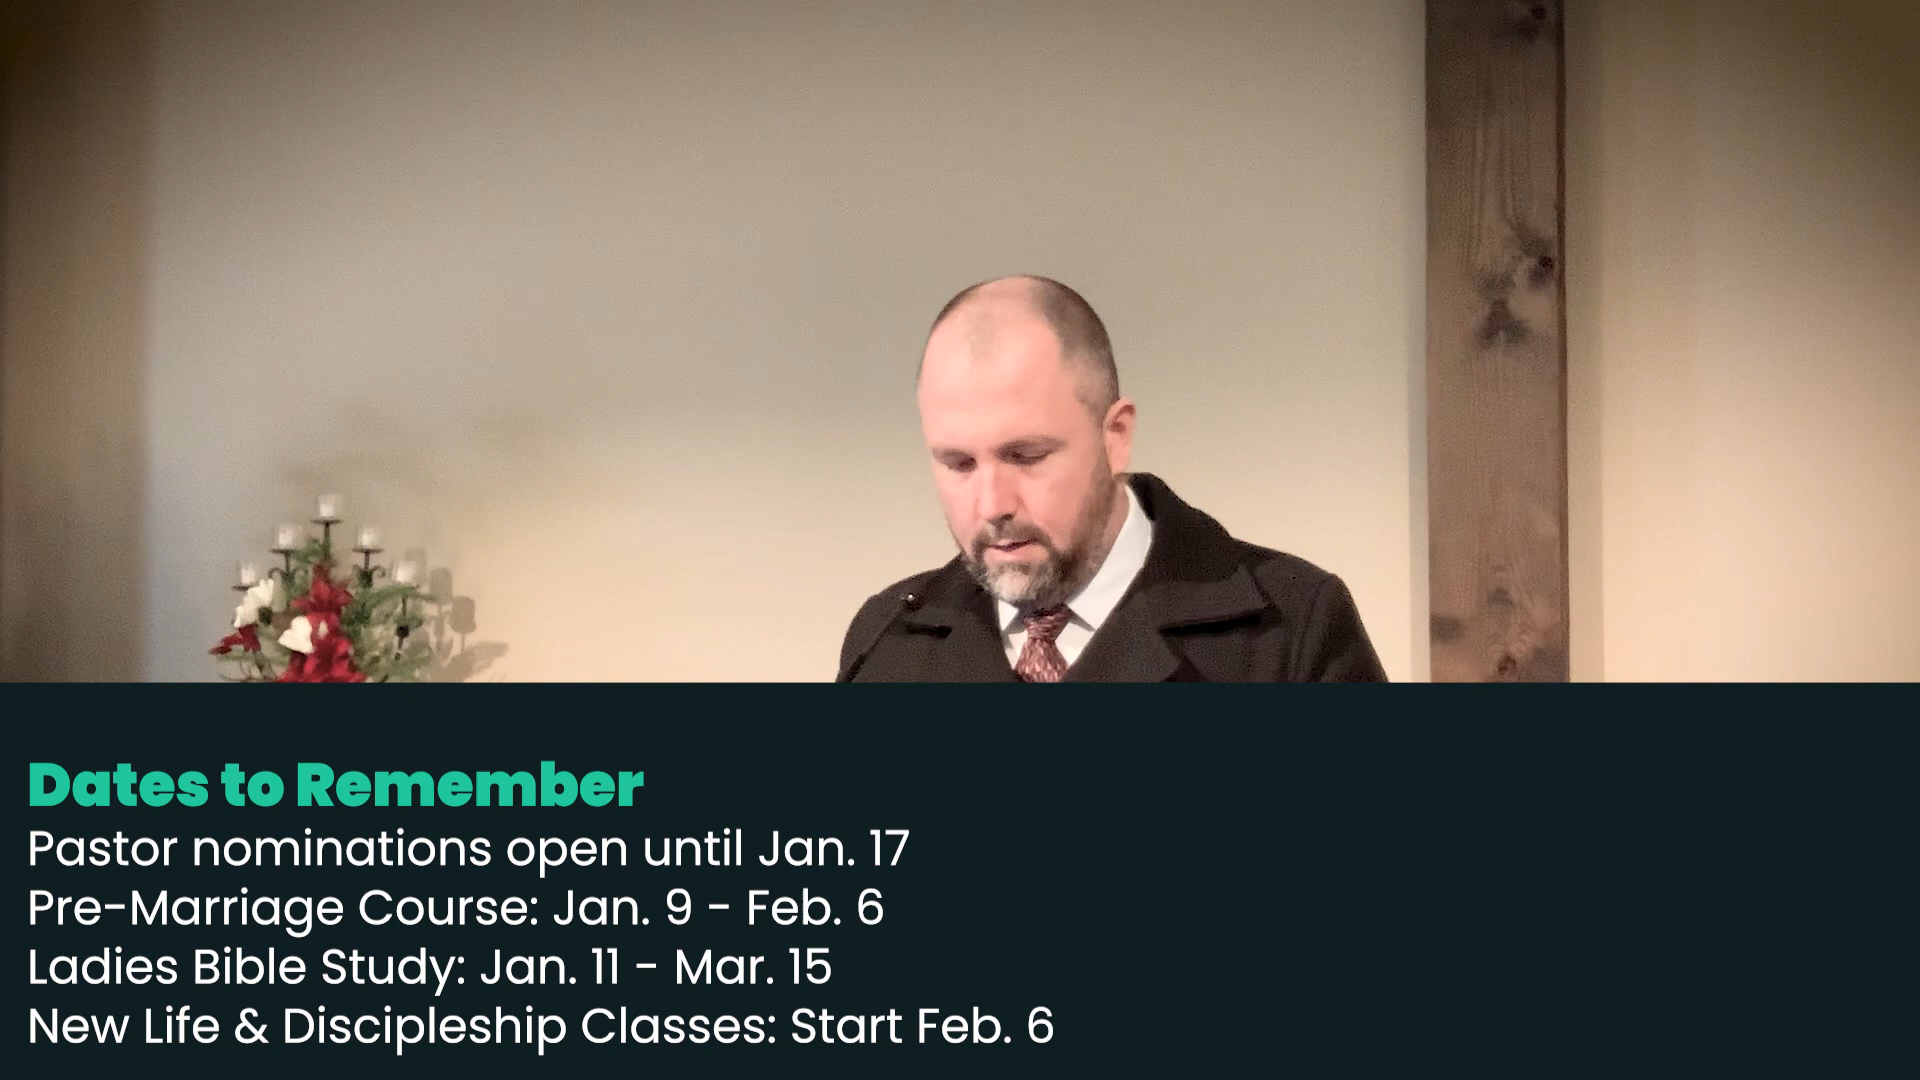 Dates to Remember
Pastor nominations open until Jan. 17
Pre-Marriage Course: Jan. 9 - Feb. 6
Ladies Bible Study: Jan. 11 - Mar. 15
New Life & Discipleship Classes: Start Feb. 6